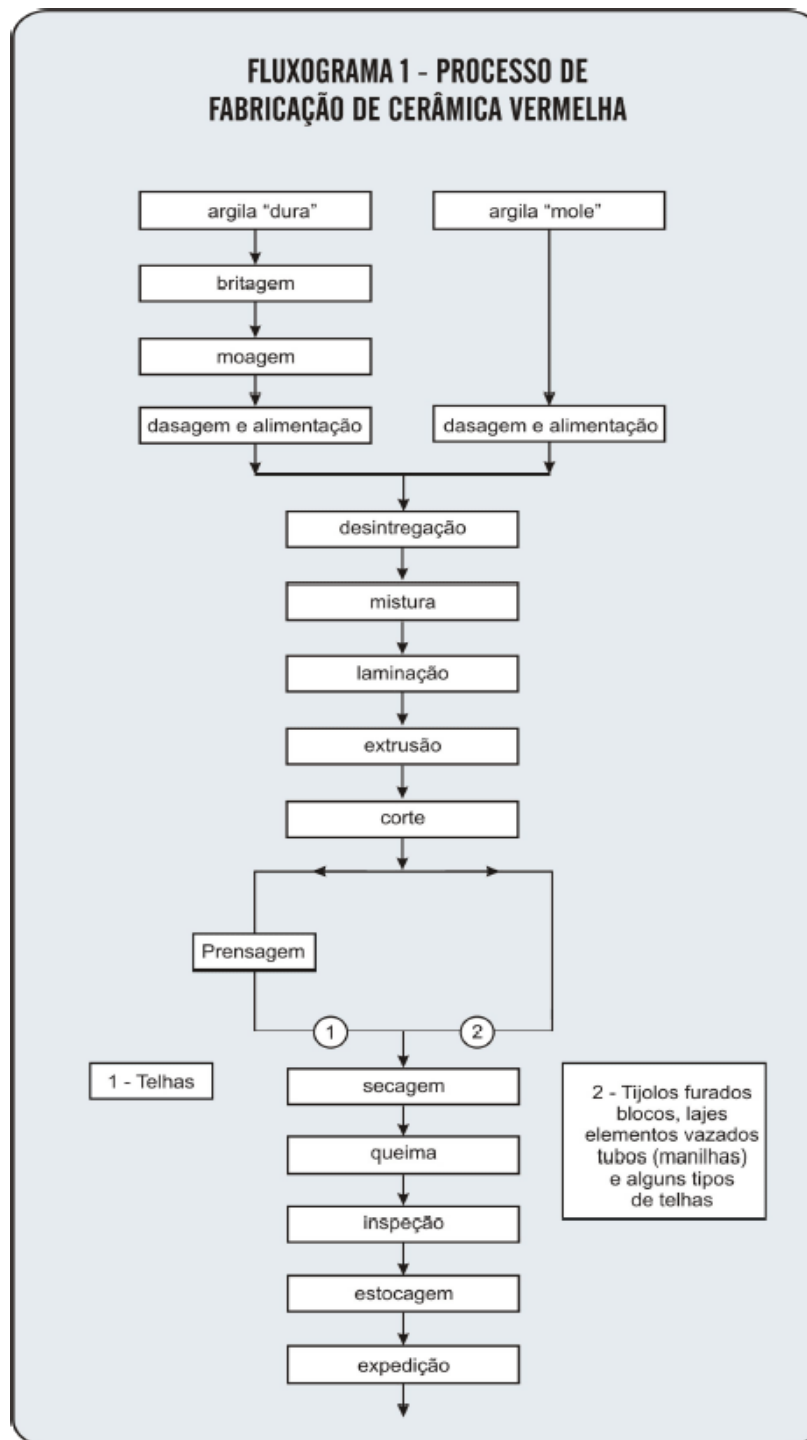 FLUXOGRAMA 1 - PROCESSO DE
FABRICAÇÃO DE CERÂMICA VERMELHA
argila "dura"
argila "mole"
britagem
moagem
dasagem e alimentação
dasagem e alimentação
desintregação
mistura
laminação
extrusão
corte
Prensagem
1
2
1 - Telhas
2 - Tijolos furados
blocos, lajes
elementos vazados
tubos (manilhas)
e alguns tipos
de telhas
secagem
queima
inspeção
estocagem
expedição